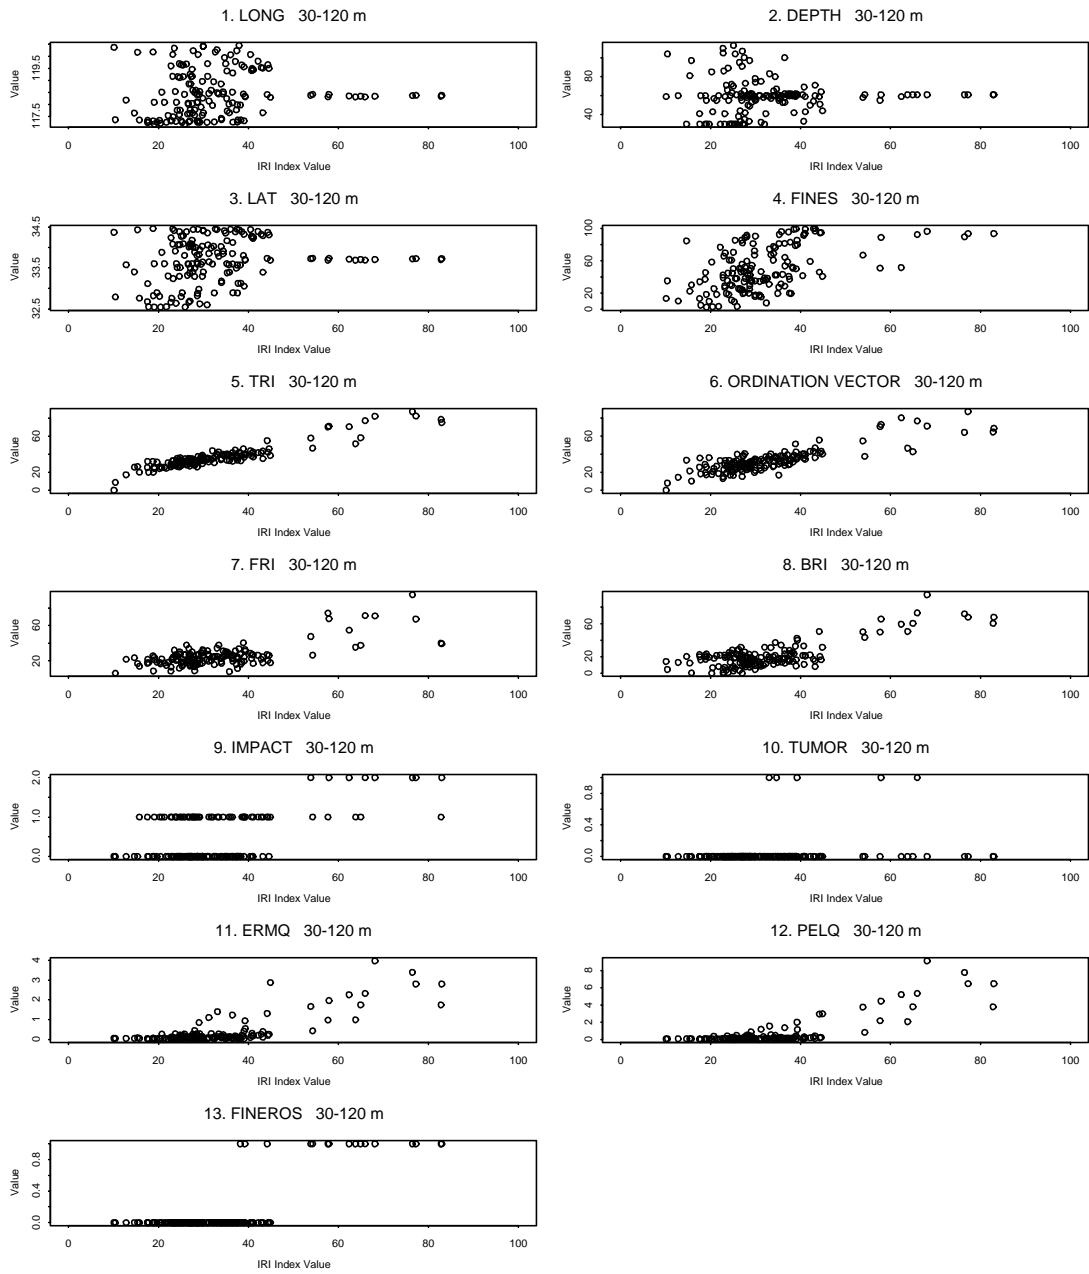 1. LONG 30-120 m
Value
117.5 119.5
0 20 40 60 80 100
IRI Index Value
2. DEPTH 30-120 m
Value
40 80
0 20 40 60 80 100
IRI Index Value
3. LAT 30-120 m
Value
32.5 33.5 34.5
0 20 40 60 80 100
IRI Index Value
4. FINES 30-120 m
Value
0 20 60 100
0 20 40 60 80 100
IRI Index Value
5. TRI 30-120 m
Value
0 20 60
0 20 40 60 80 100
IRI Index Value
6. ORDINATION VECTOR 30-120 m
Value
0 20 60
0 20 40 60 80 100
IRI Index Value
7. FRI 30-120 m
Value
20 60
0 20 40 60 80 100
IRI Index Value
8. BRI 30-120 m
Value
0 20 60
0 20 40 60 80 100
IRI Index Value
9. IMPACT 30-120 m
Value
0.0 1.0 2.0
0 20 40 60 80 100
IRI Index Value
10. TUMOR 30-120 m
Value
0.0 0.4 0.8
0 20 40 60 80 100
IRI Index Value
11. ERMQ 30-120 m
Value
0 1 2 3 4
0 20 40 60 80 100
IRI Index Value
12. PELQ 30-120 m
Value
0 2 4 6 8
0 20 40 60 80 100
IRI Index Value
13. FINEROS 30-120 m
Value
0.0 0.4 0.8
0 20 40 60 80 100
IRI Index Value